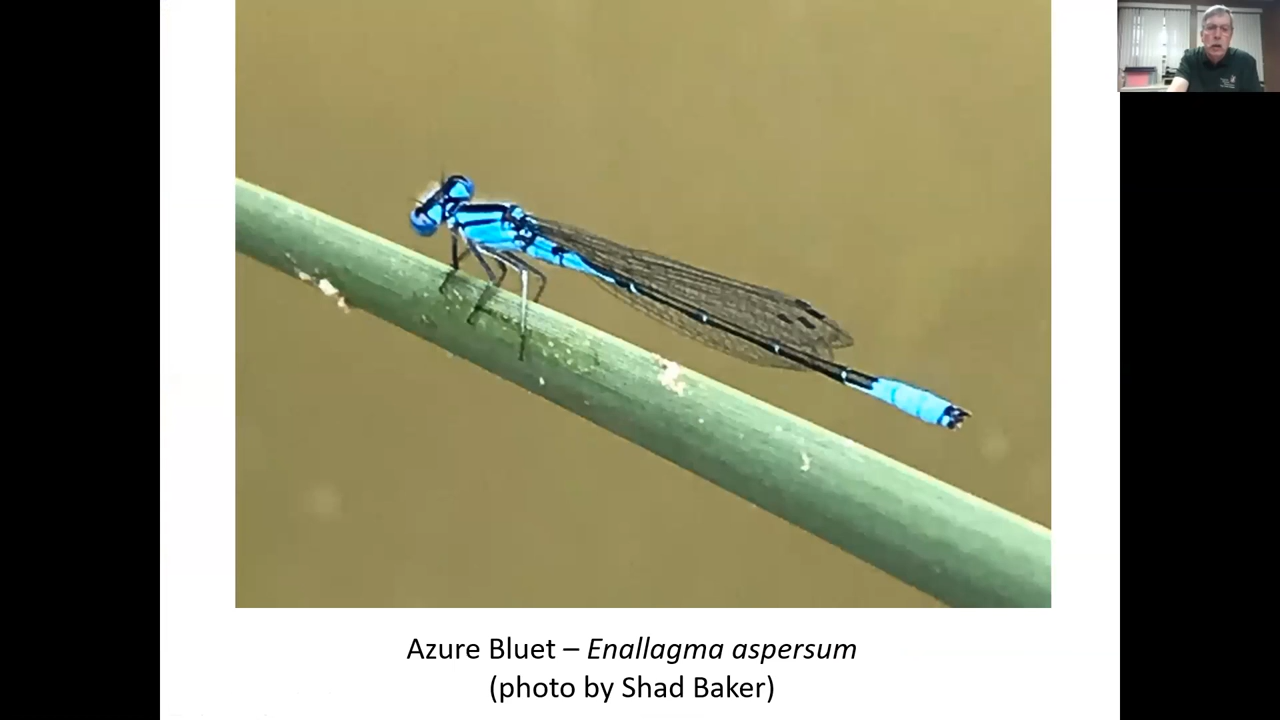 Azure Bluet – Enallagma aspersum
(photo by Shad Baker)